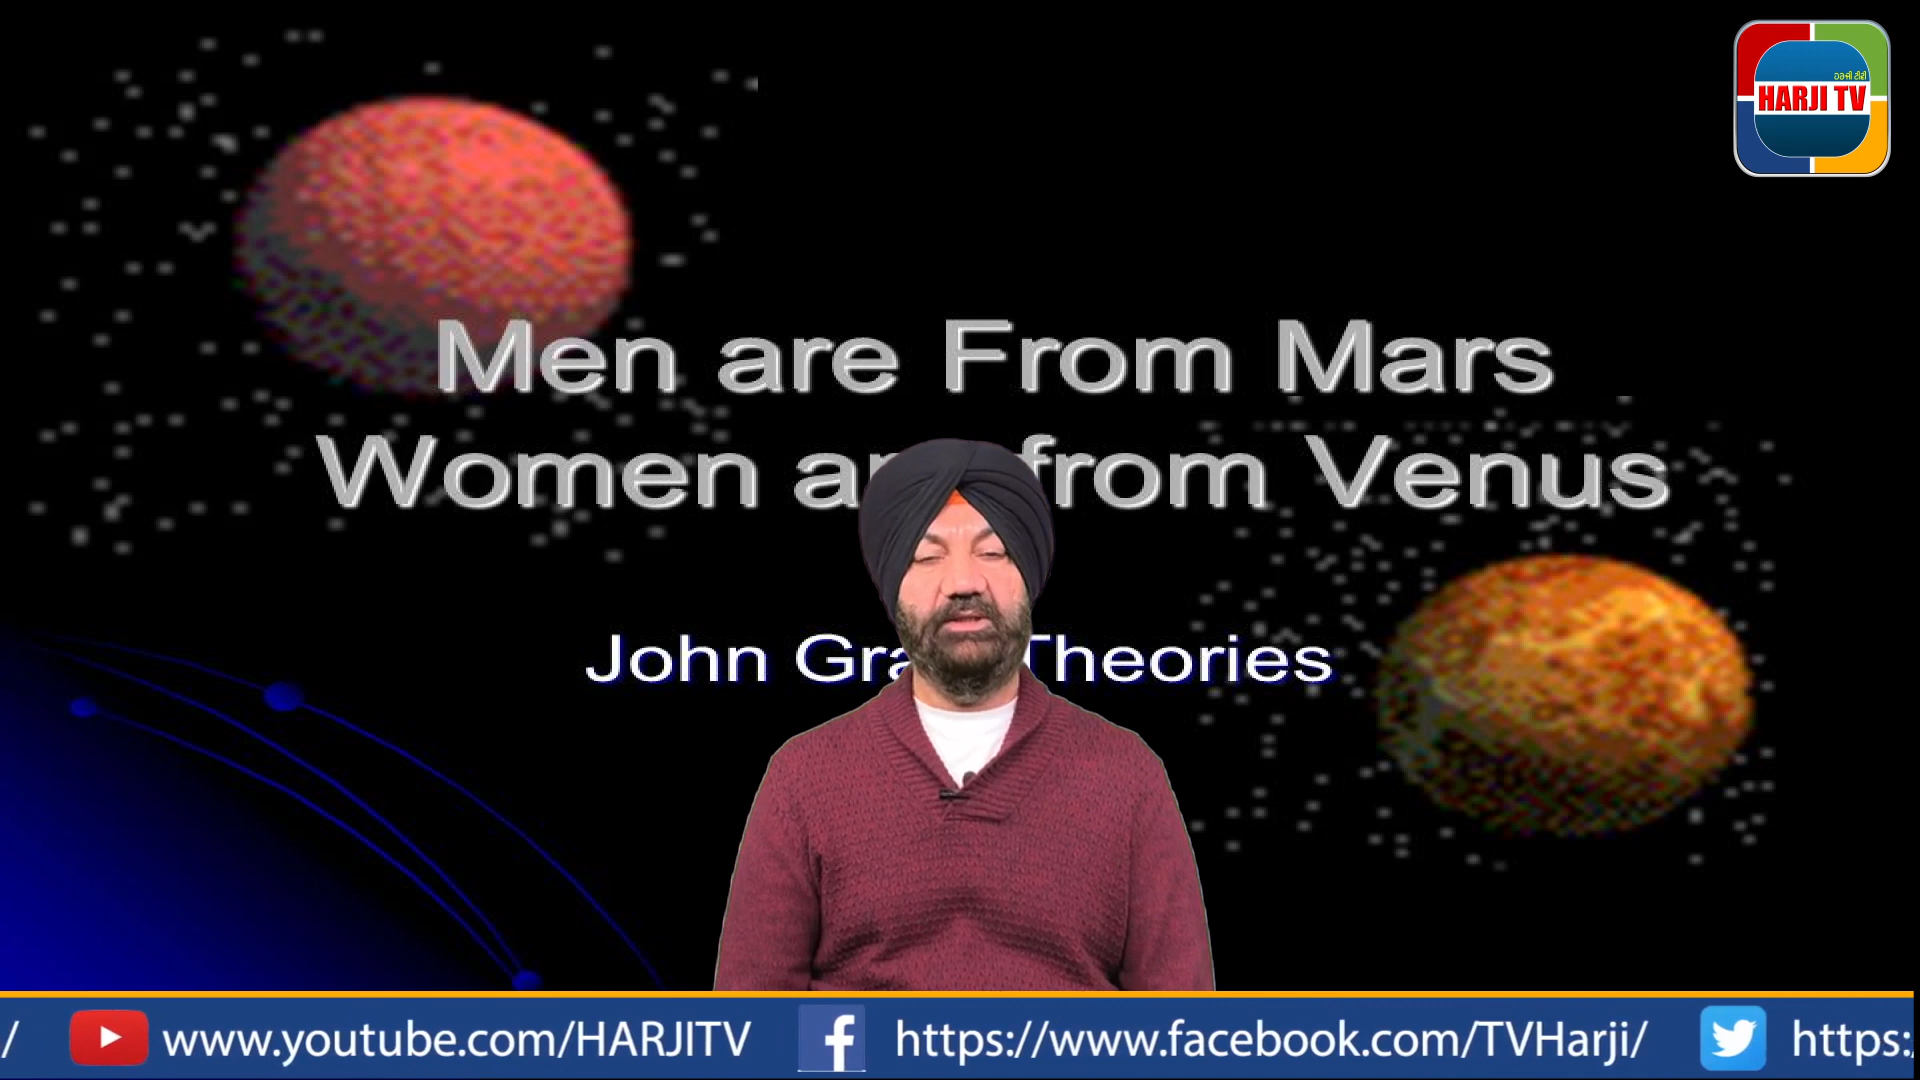 HARJI TV
Men are From Mars
Women from Venus
John Theories
/ www.youtube.com/HARJITV https://www.facebook.com/TVHarji/ https:/